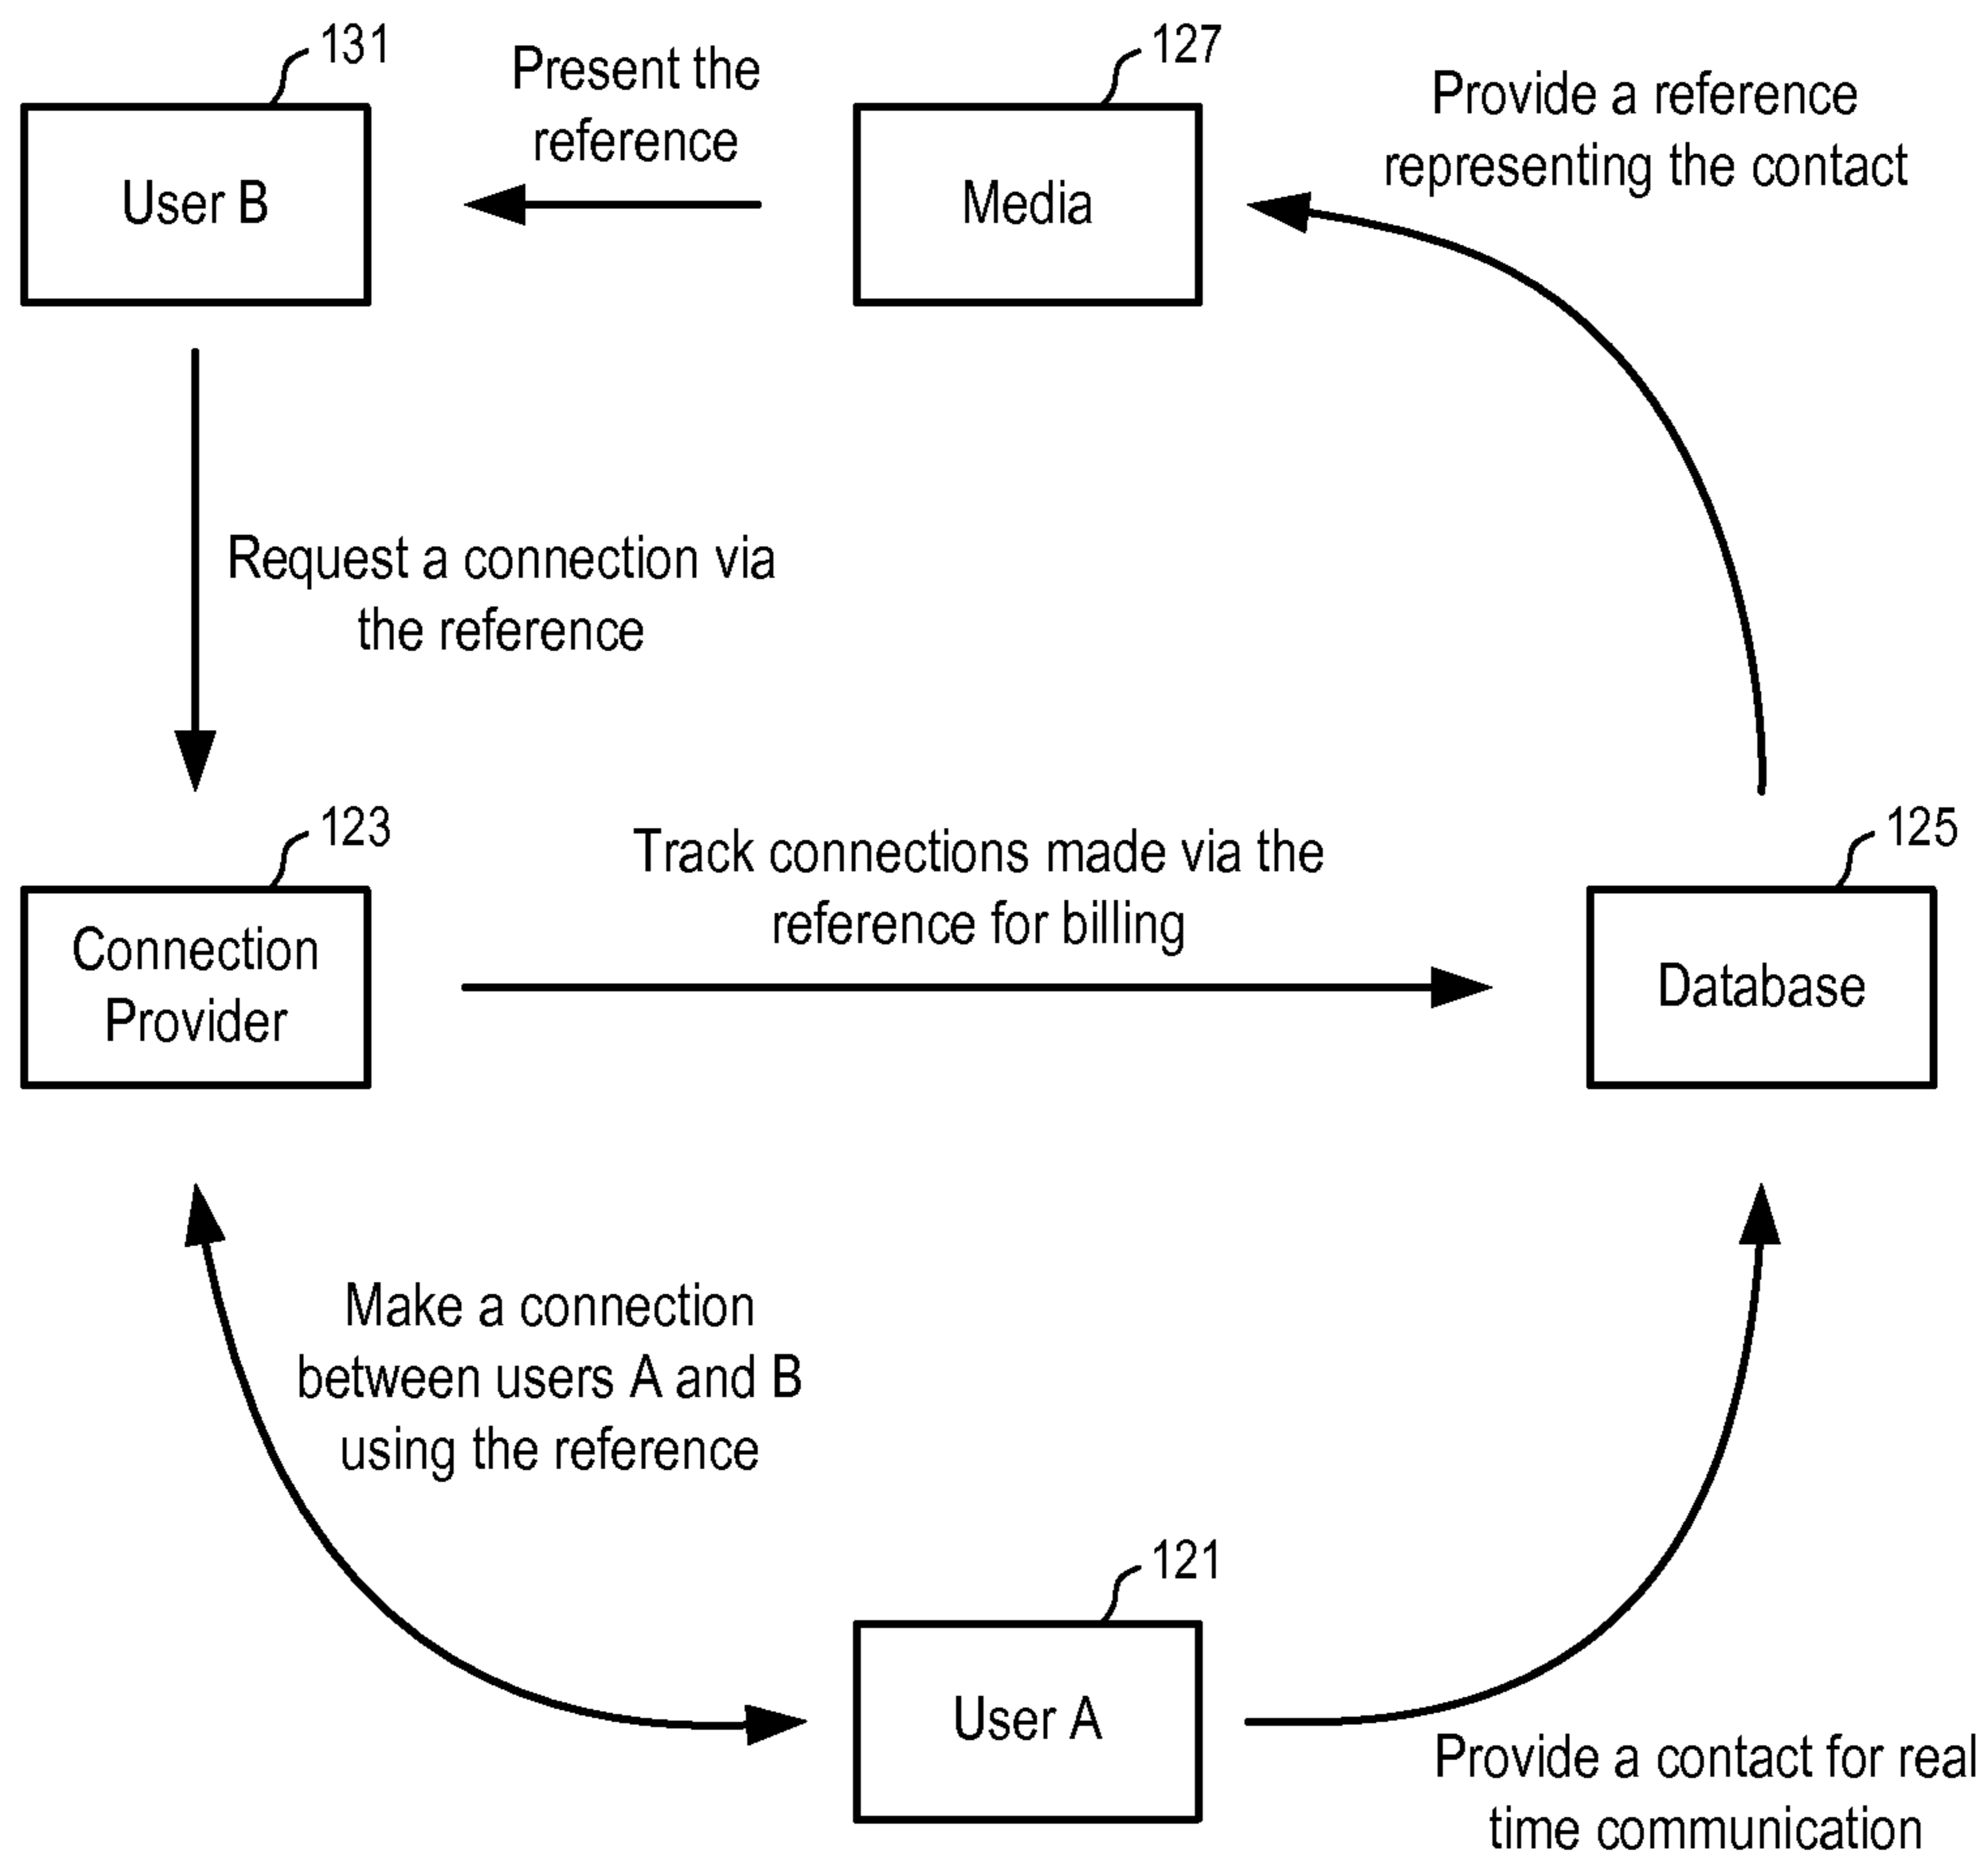 131
Present the
reference
127
Provide a reference
representing the contact
User B
Media
Request a connection via
the reference
123
Track connections made via the
reference for billing
125
Connection
Provider
Database
Make a connection
between users A and B
using the reference
121
User A
Provide a contact for real
time communication